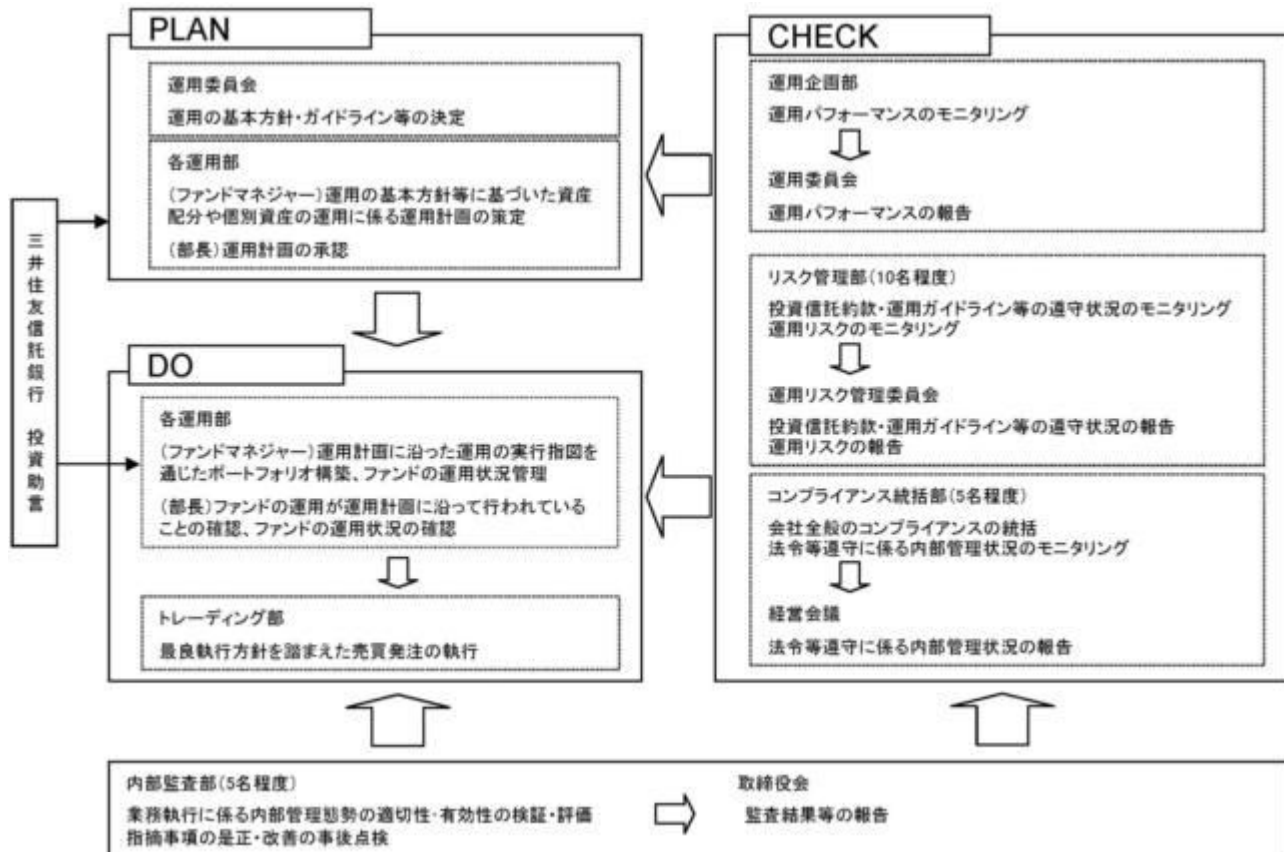 PLAN
運用委員会
運用の基本方針・ガイドライン等の決定
各運用部
(ファンドマネジャー)運用の基本方針等に基づいた資産
配分や個別資産の運用に係る運用計画の策定
(部長)運用計画の承認
三井住友信託銀行 投資助言
DO
各運用部
(ファンドマネジャー)運用計画に沿った運用の実行指図を
通じたポートフォリオ構築、ファンドの運用状況管理
(部長)ファンドの運用が運用計画に沿って行われている
ことの確認、ファンドの運用状況の確認
トレーディング部
最良執行方針を踏まえた売買発注の執行
CHECK
運用企画部
運用パフォーマンスのモニタリング
運用委員会
運用パフォーマンスの報告
リスク管理部(10名程度)
投資信託約款・運用ガイドライン等の遵守状況のモニタリング
運用リスクのモニタリング
運用リスク管理委員会
投資信託約款・運用ガイドライン等の遵守状況の報告
運用リスクの報告
コンプライアンス統括部(5名程度)
会社全般のコンプライアンスの統括
法令等遵守に係る内部管理状況のモニタリング
経営会議
法令等遵守に係る内部管理状況の報告
内部監査部(5名程度)
業務執行に係る内部管理態勢の適切性・有効性の検証・評価
指摘事項の是正・改善の事後点検
取締役会
監査結果等の報告